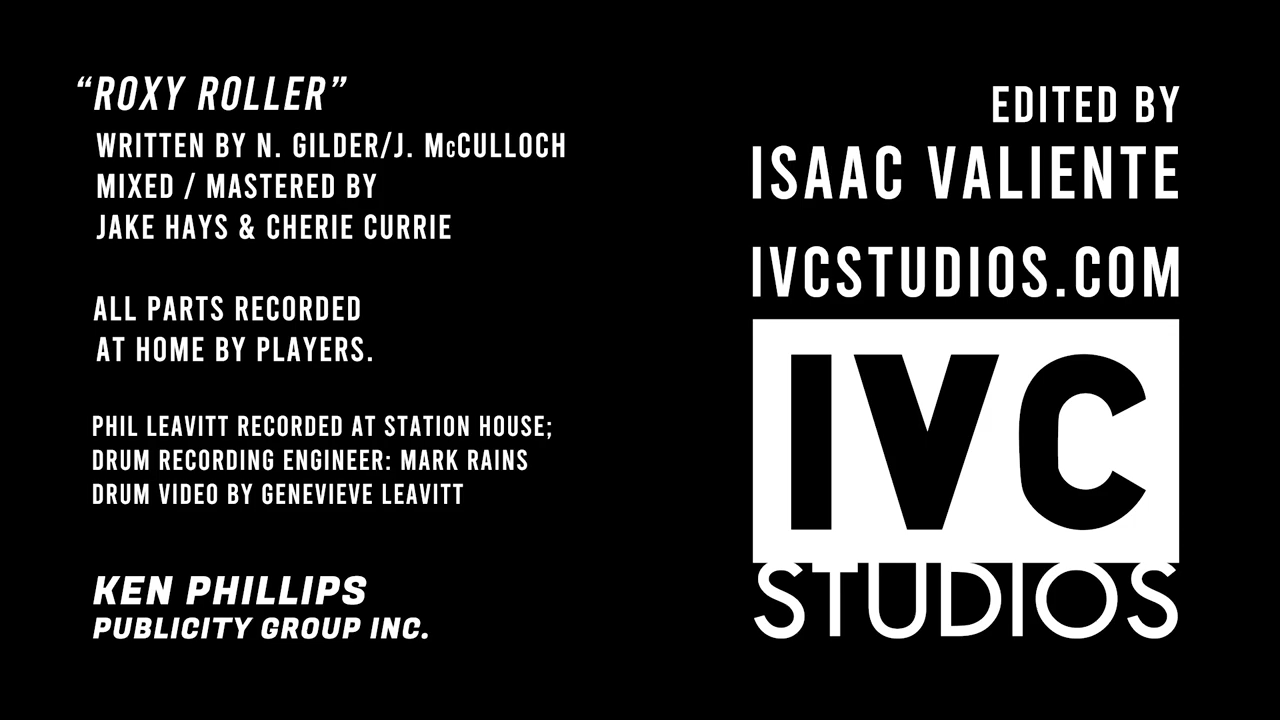 “ROXY ROLLER”
WRITTEN BY N. GILDER/J. McCULLOCH
MIXED / MASTERED BY
JAKE HAYS & CHERIE CURRIE
ALL PARTS RECORDED
AT HOME BY PLAYERS.
PHIL LEAVITT RECORDED AT STATION HOUSE;
DRUM RECORDING ENGINEER: MARK RAINS
DRUM VIDEO BY GENEVIEVE LEAVITT
KEN PHILLIPS
PUBLICITY GROUP INC.
EDITED BY
ISAAC VALIENTE
IVCSTUDIOS.COM
IVC
STUDIOS